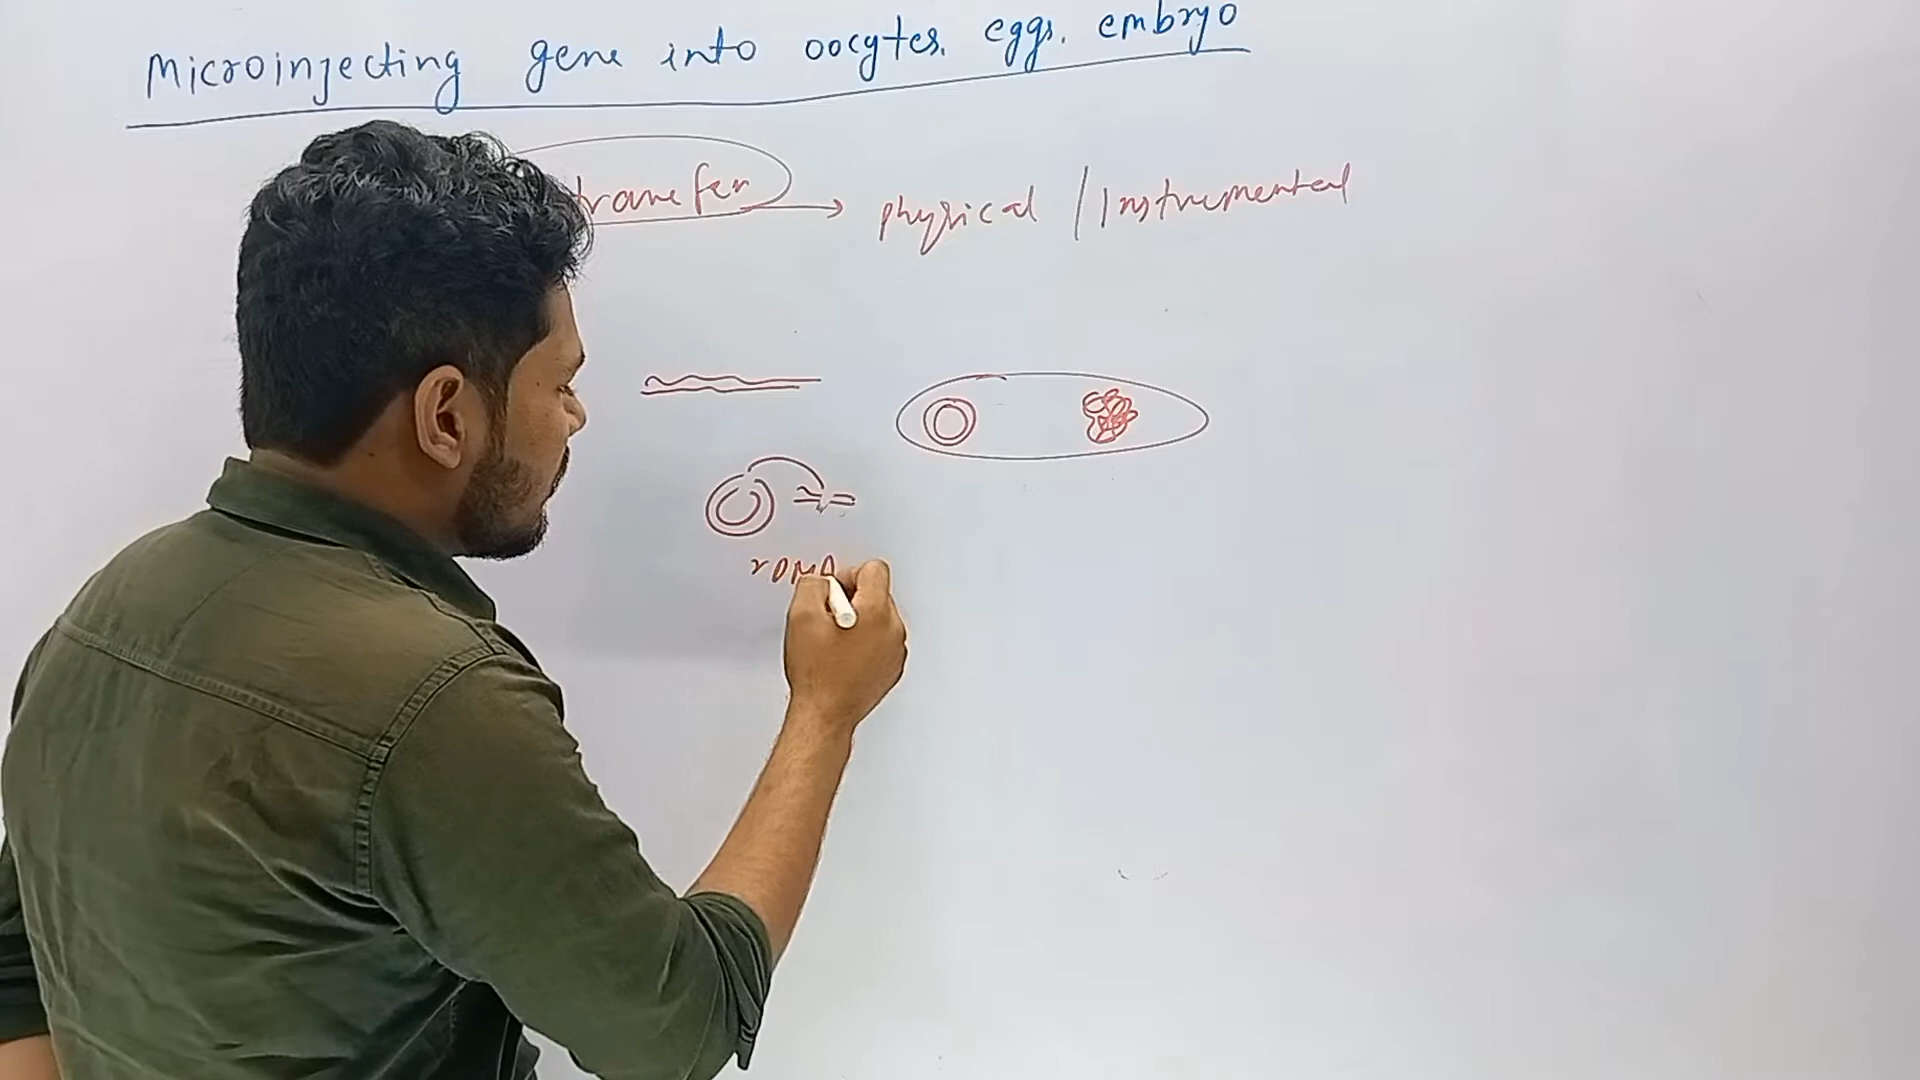 Microinjecting gene into oocytes, eggs, embryo
transfer → physical / Instrumental
rDNA